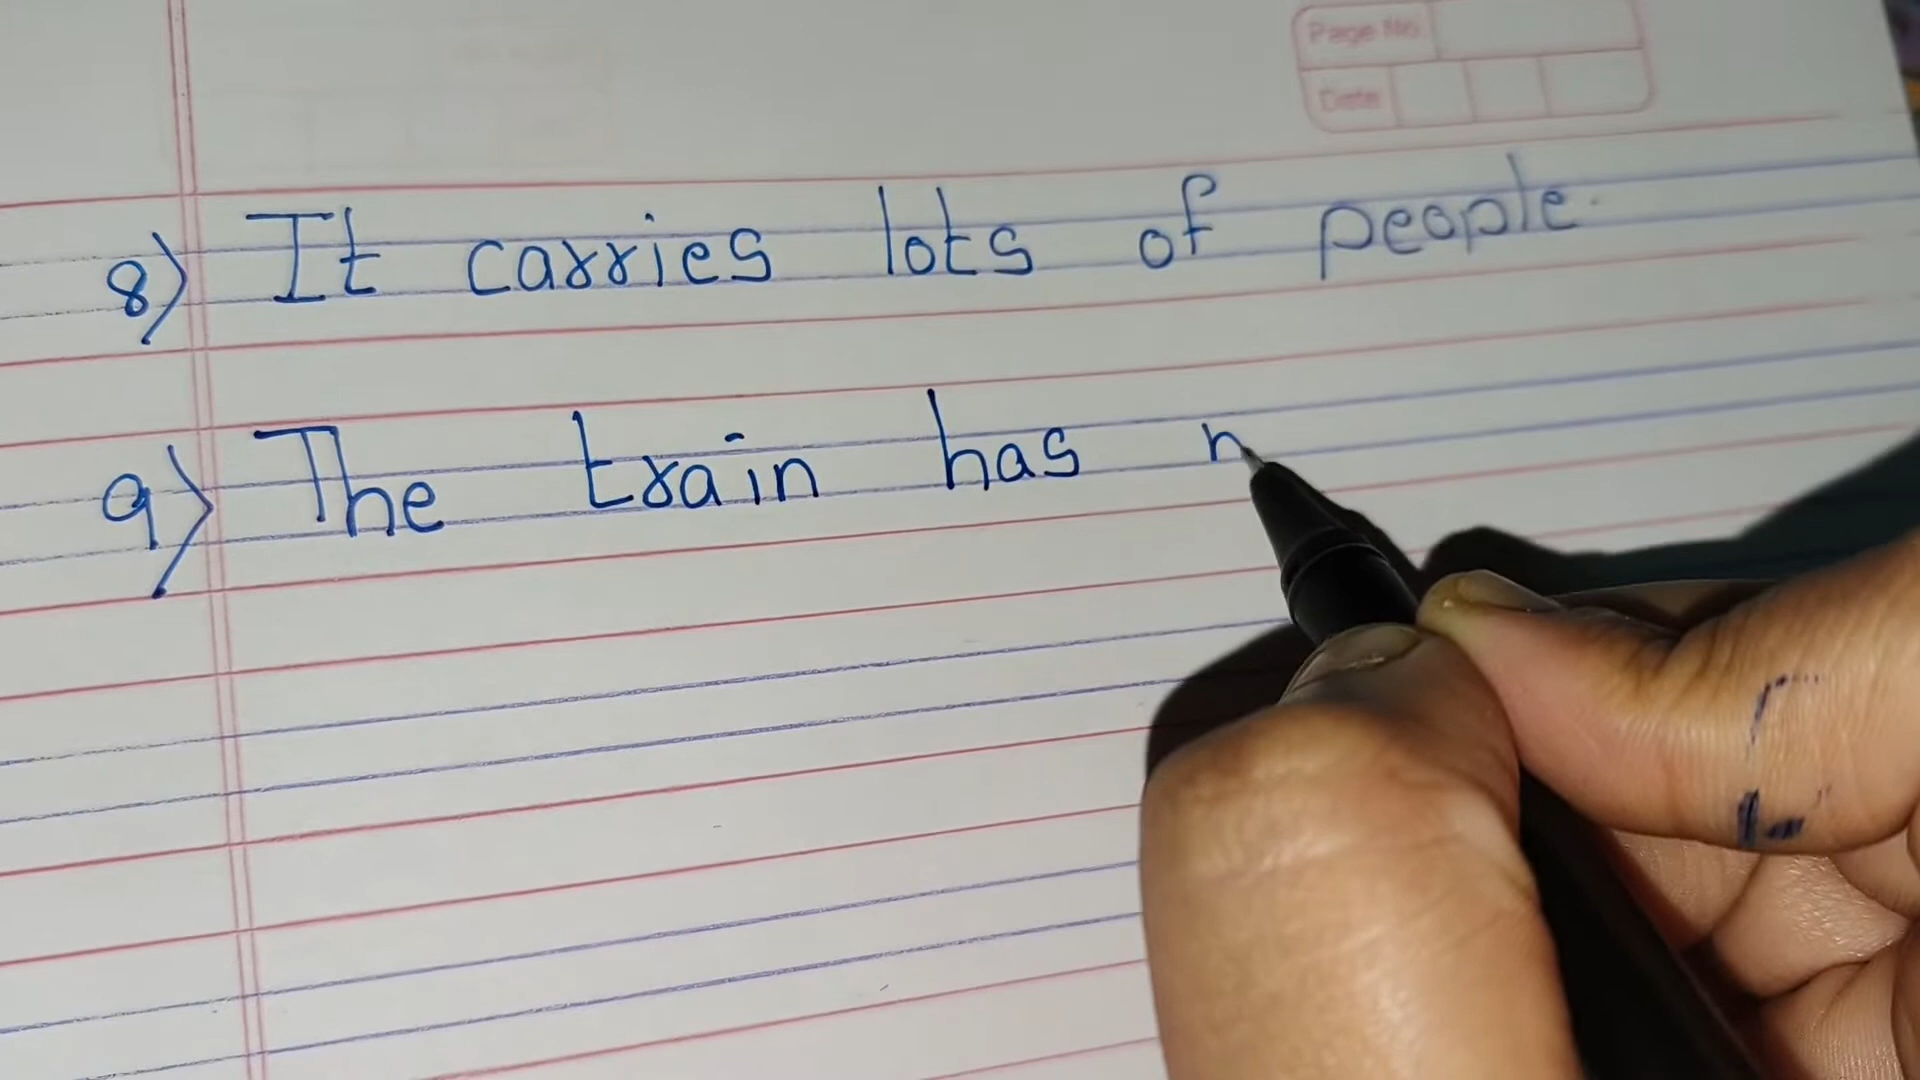 Page No
Date
8) It carries lots of people.
9) The train has